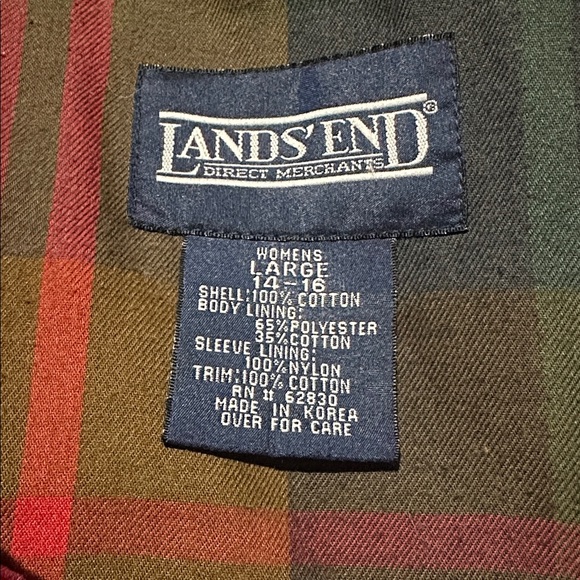 LANDS' END®
DIRECT MERCHANTS
WOMENS
LARGE
14-16
SHELL:100% COTTON
BODY LINING:
65%POLYESTER
35%COTTON
SLEEVE LINING:
100%NYLON
TRIM:100% COTTON
RN # 62830
MADE IN KOREA
OVER FOR CARE